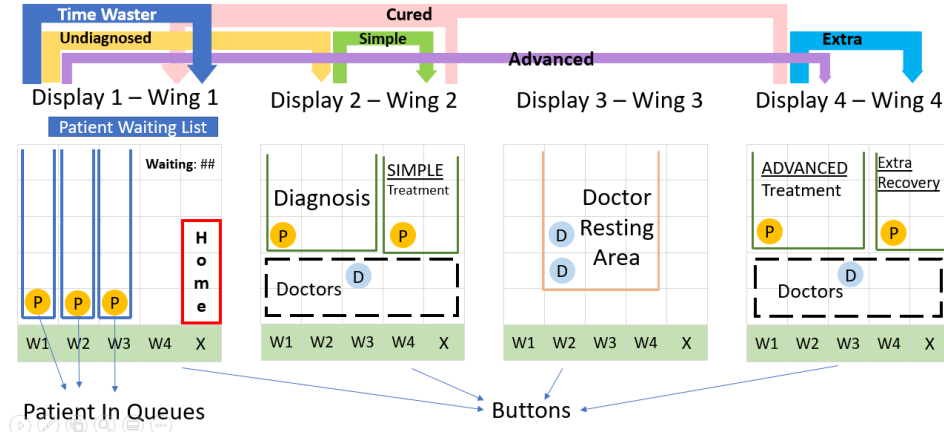 Time Waster
Cured
Undiagnosed
Simple
Extra
Advanced
Display 1 – Wing 1
Display 2 – Wing 2
Display 3 – Wing 3
Display 4 – Wing 4
Patient Waiting List
Waiting: ##
P
P
P
H
o
m
e
W1 W2 W3 W4 X
Diagnosis
SIMPLE
Treatment
P
P
D
Doctors
W1 W2 W3 W4 X
Doctor
Resting
Area
D
D
W1 W2 W3 W4 X
ADVANCED
Treatment
Extra
Recovery
P
P
D
Doctors
W1 W2 W3 W4 X
Patient In Queues
Buttons